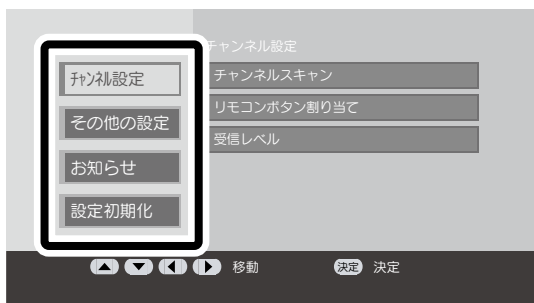 ﾁｬﾝﾈﾙ設定
その他の設定
お知らせ
設定初期化
チャンネル設定
チャンネルスキャン
リモコンボタン割り当て
受信レベル
▲ ▼ ◀ ▶ 移動 決定 決定